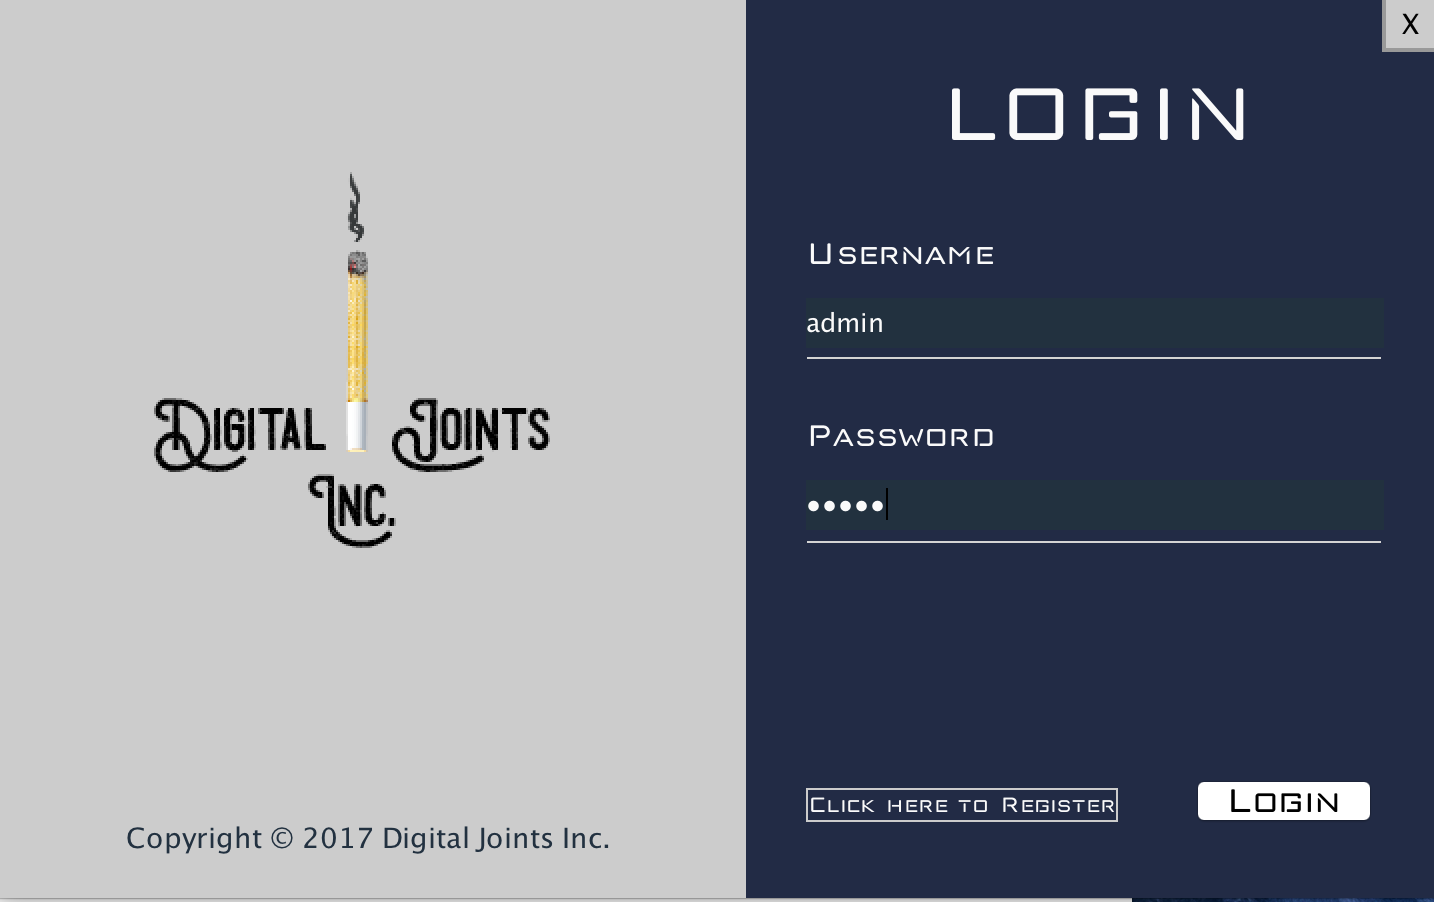 Digital Joints
Inc.
Copyright © 2017 Digital Joints Inc.
X
LOGIN
Username
admin
Password
•••••
Click here to Register
Login